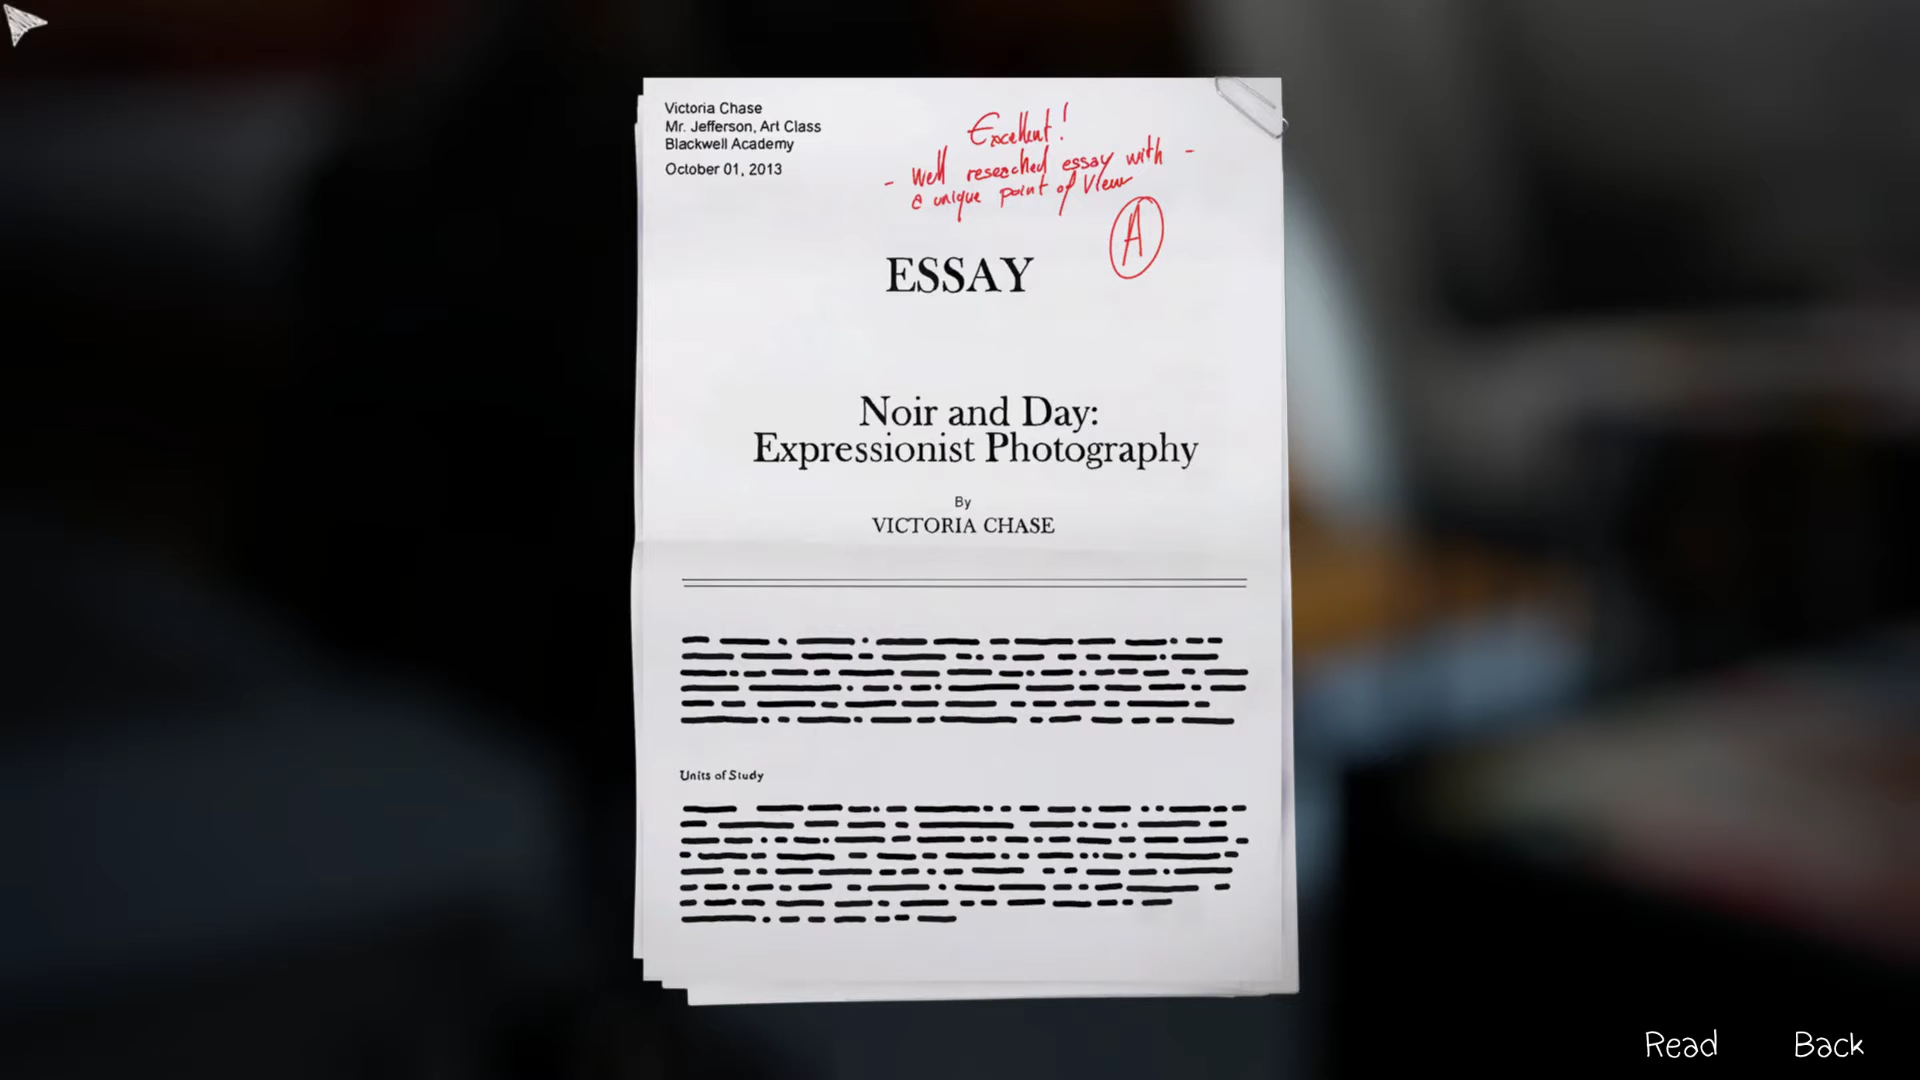 Victoria Chase
Mr. Jefferson, Art Class
Blackwell Academy
October 01, 2013
Excellent!
- Well reseached essay with -
a unique point of View
A
ESSAY
Noir and Day:
Expressionist Photography
By
VICTORIA CHASE
Units of Study
Read Back